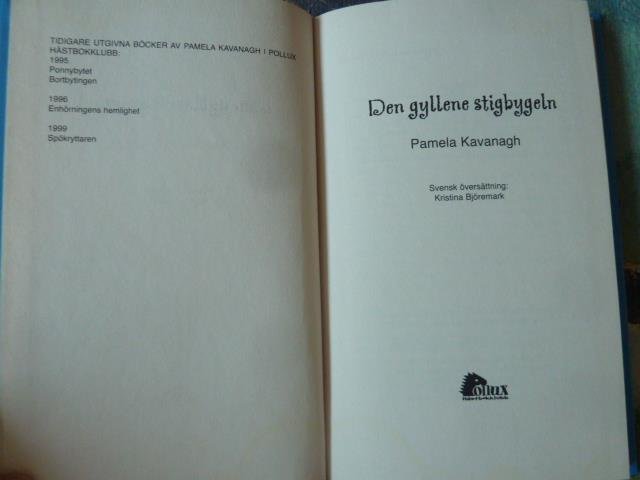 TIDIGARE UTGIVNA BÖCKER AV PAMELA KAVANAGH I POLLUX
HÄSTBOKKLUBB:
1995
Ponnybytet
Bortbytingen
1996
Enhörningens hemlighet
1999
Spökryttaren
Den gyllene stigbygeln
Pamela Kavanagh
Svensk översättning:
Kristina Björemark
Pollux